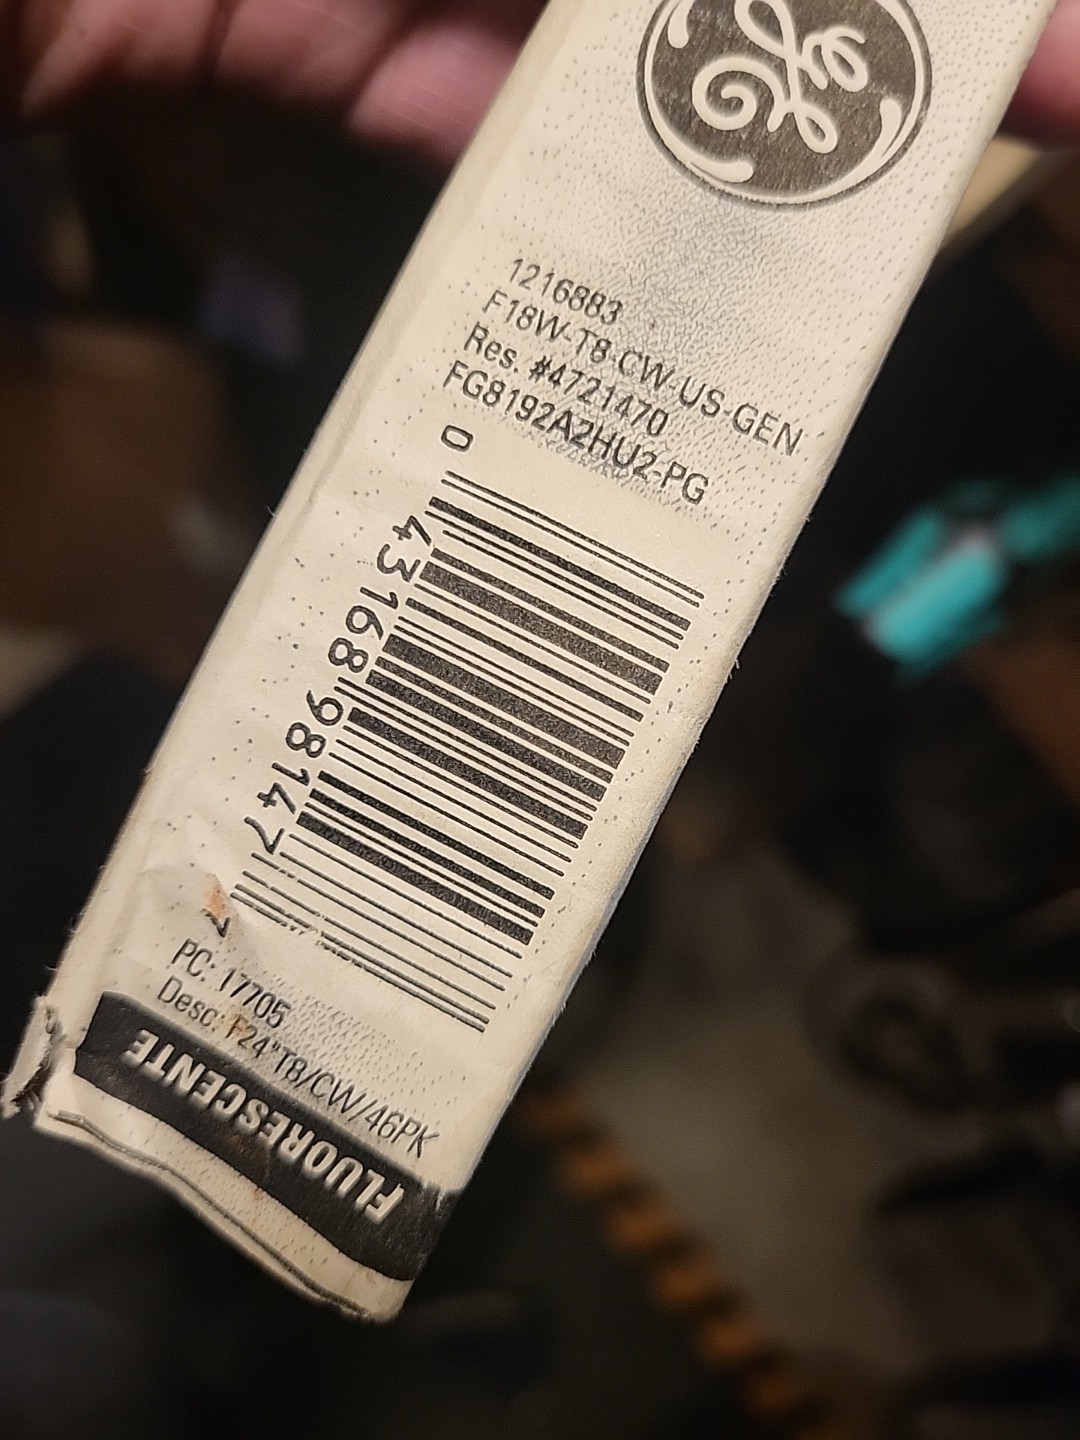 GE
1216883
F18W-T8-CW-US-GEN
Res. #4721470
FG8192A2HU2-PG
0 43168 98147 7
PC: 17705
Desc: F24"T8/CW/46PK
FLUORESCENTE